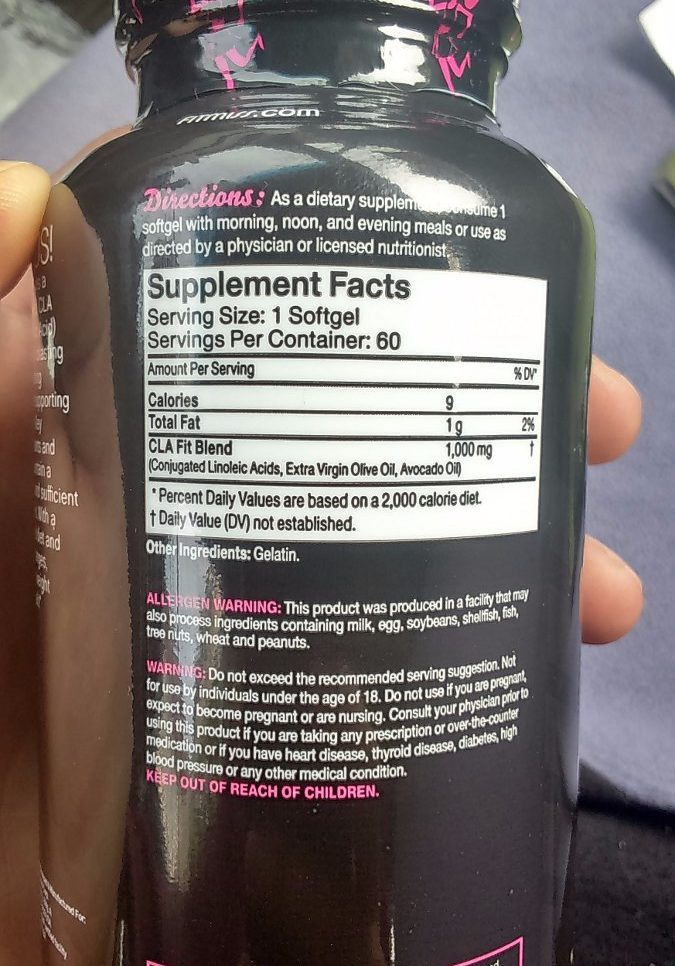 Directions: As a dietary supplement 1
softgel with morning, noon, and evening meals or use as
directed by a physician or licensed nutritionist.
Supplement Facts
Serving Size: 1 Softgel
Servings Per Container: 60
Amount Per Serving % DV*
Calories 9
Total Fat 1 g 2%
CLA Fit Blend 1,000 mg †
(Conjugated Linoleic Acids, Extra Virgin Olive Oil, Avocado Oil)
* Percent Daily Values are based on a 2,000 calorie diet.
† Daily Value (DV) not established.
Other Ingredients: Gelatin.
ALLERGEN WARNING: This product was produced in a facility that may
also process ingredients containing milk, egg, soybeans, shellfish, fish,
tree nuts, wheat and peanuts.
WARNING: Do not exceed the recommended serving suggestion. Not
for use by individuals under the age of 18. Do not use if you are pregnant,
expect to become pregnant or are nursing. Consult your physician prior to
using this product if you are taking any prescription or over-the-counter
medication or if you have heart disease, thyroid disease, diabetes, high
blood pressure or any other medical condition.
KEEP OUT OF REACH OF CHILDREN.
CLA
and
sufficient
With a
and